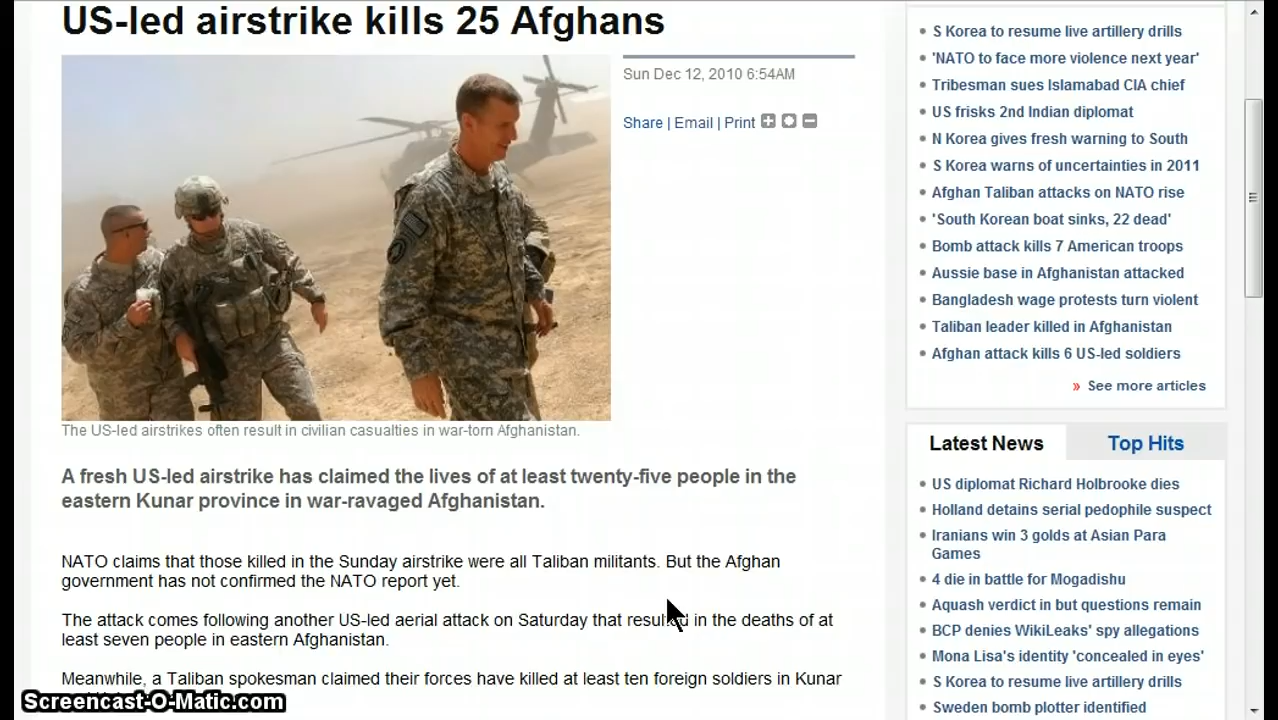 US-led airstrike kills 25 Afghans
Sun Dec 12, 2010 6:54AM
Share | Email | Print
The US-led airstrikes often result in civilian casualties in war-torn Afghanistan.
A fresh US-led airstrike has claimed the lives of at least twenty-five people in the
eastern Kunar province in war-ravaged Afghanistan.
NATO claims that those killed in the Sunday airstrike were all Taliban militants. But the Afghan
government has not confirmed the NATO report yet.
The attack comes following another US-led aerial attack on Saturday that resulted in the deaths of at
least seven people in eastern Afghanistan.
Meanwhile, a Taliban spokesman claimed their forces have killed at least ten foreign soldiers in Kunar
Screencast-O-Matic.com
S Korea to resume live artillery drills
'NATO to face more violence next year'
Tribesman sues Islamabad CIA chief
US frisks 2nd Indian diplomat
N Korea gives fresh warning to South
S Korea warns of uncertainties in 2011
Afghan Taliban attacks on NATO rise
'South Korean boat sinks, 22 dead'
Bomb attack kills 7 American troops
Aussie base in Afghanistan attacked
Bangladesh wage protests turn violent
Taliban leader killed in Afghanistan
Afghan attack kills 6 US-led soldiers
» See more articles
Latest News Top Hits
US diplomat Richard Holbrooke dies
Holland detains serial pedophile suspect
Iranians win 3 golds at Asian Para
Games
4 die in battle for Mogadishu
Aquash verdict in but questions remain
BCP denies WikiLeaks' spy allegations
Mona Lisa's identity 'concealed in eyes'
S Korea to resume live artillery drills
Sweden bomb plotter identified